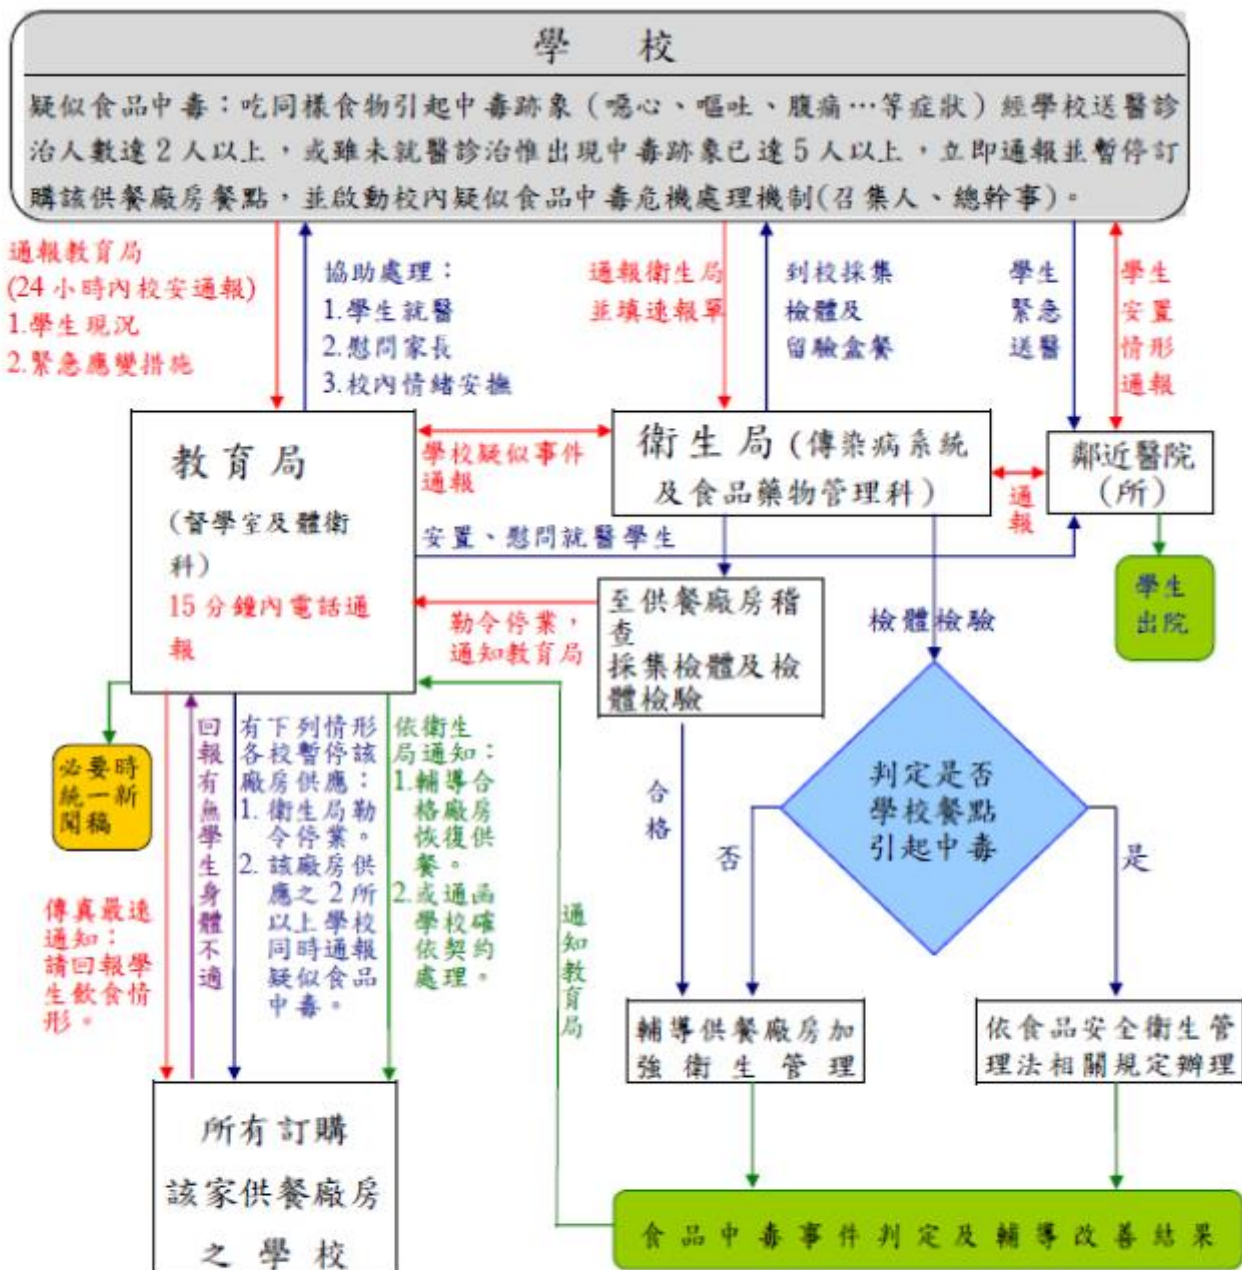 學校
疑似食品中毒：吃同樣食物引起中毒跡象（噁心、嘔吐、腹痛…等症狀）經學校送醫診
治人數達2人以上，或雖未就醫診治惟出現中毒跡象已達5人以上，立即通報並暫停訂
購該供餐廠房餐點，並啟動校內疑似食品中毒危機處理機制(召集人、總幹事)。
通報教育局
(24小時內校安通報)
1.學生現況
2.緊急應變措施
協助處理：
1.學生就醫
2.慰問家長
3.校內情緒安撫
通報衛生局
並填速報單
到校採集
檢體及
留驗盒餐
學生
緊急
送醫
學生
安置
情形
通報
教育局
(督學室及體衛
科)
15分鐘內電話通
報
學校疑似事件
通報
衛生局(傳染病系統
及食品藥物管理科)
通
報
鄰近醫院
(所)
安置、慰問就醫學生
學生
出院
勒令停業，
通知教育局
至供餐廠房稽
查
採集檢體及檢
體檢驗
檢體檢驗
必要時
統一新
聞稿
傳真最速
通知：
請回報學
生飲食情
形。
回報有無學生身體不適
有下列情形
各校暫停該
廠房供應：
1. 衛生局勒
令停業。
2. 該廠房供
應之2所
以上學校
同時通報
疑似食品
中毒。
依衛生
局通知：
1.輔導合
格廠房
恢復供
餐。
2.或通函
學校確
依契約
處理。
通知教育局
合格
否
判定是否
學校餐點
引起中毒
是
輔導供餐廠房加
強衛生管理
依食品安全衛生管
理法相關規定辦理
所有訂購
該家供餐廠房
之學校
食品中毒事件判定及輔導改善結果